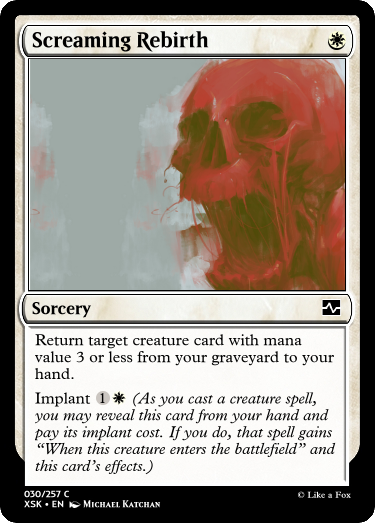 Screaming Rebirth
Sorcery
Return target creature card with mana
value 3 or less from your graveyard to your
hand.
Implant 1 (As you cast a creature spell,
you may reveal this card from your hand and
pay its implant cost. If you do, that spell gains
“When this creature enters the battlefield” and
this card’s effects.)
030/257 C
XSK • EN Michael Katchan
© Like a Fox